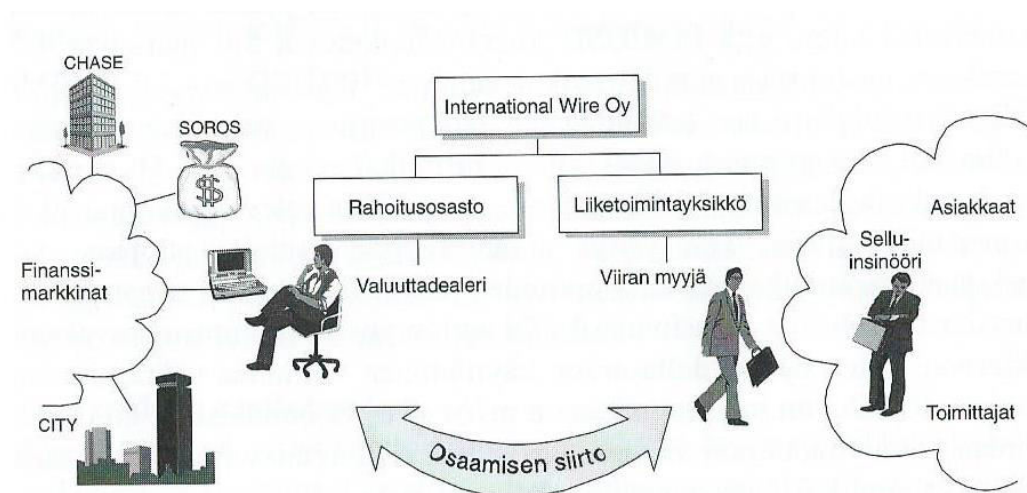 CHASE
SOROS
International Wire Oy
Rahoitusosasto
Liiketoimintayksikkö
Asiakkaat
Finanssi-
markkinat
Valuuttadealeri
Viiran myyjä
Sellu-
insinööri
CITY
Toimittajat
Osaamisen siirto